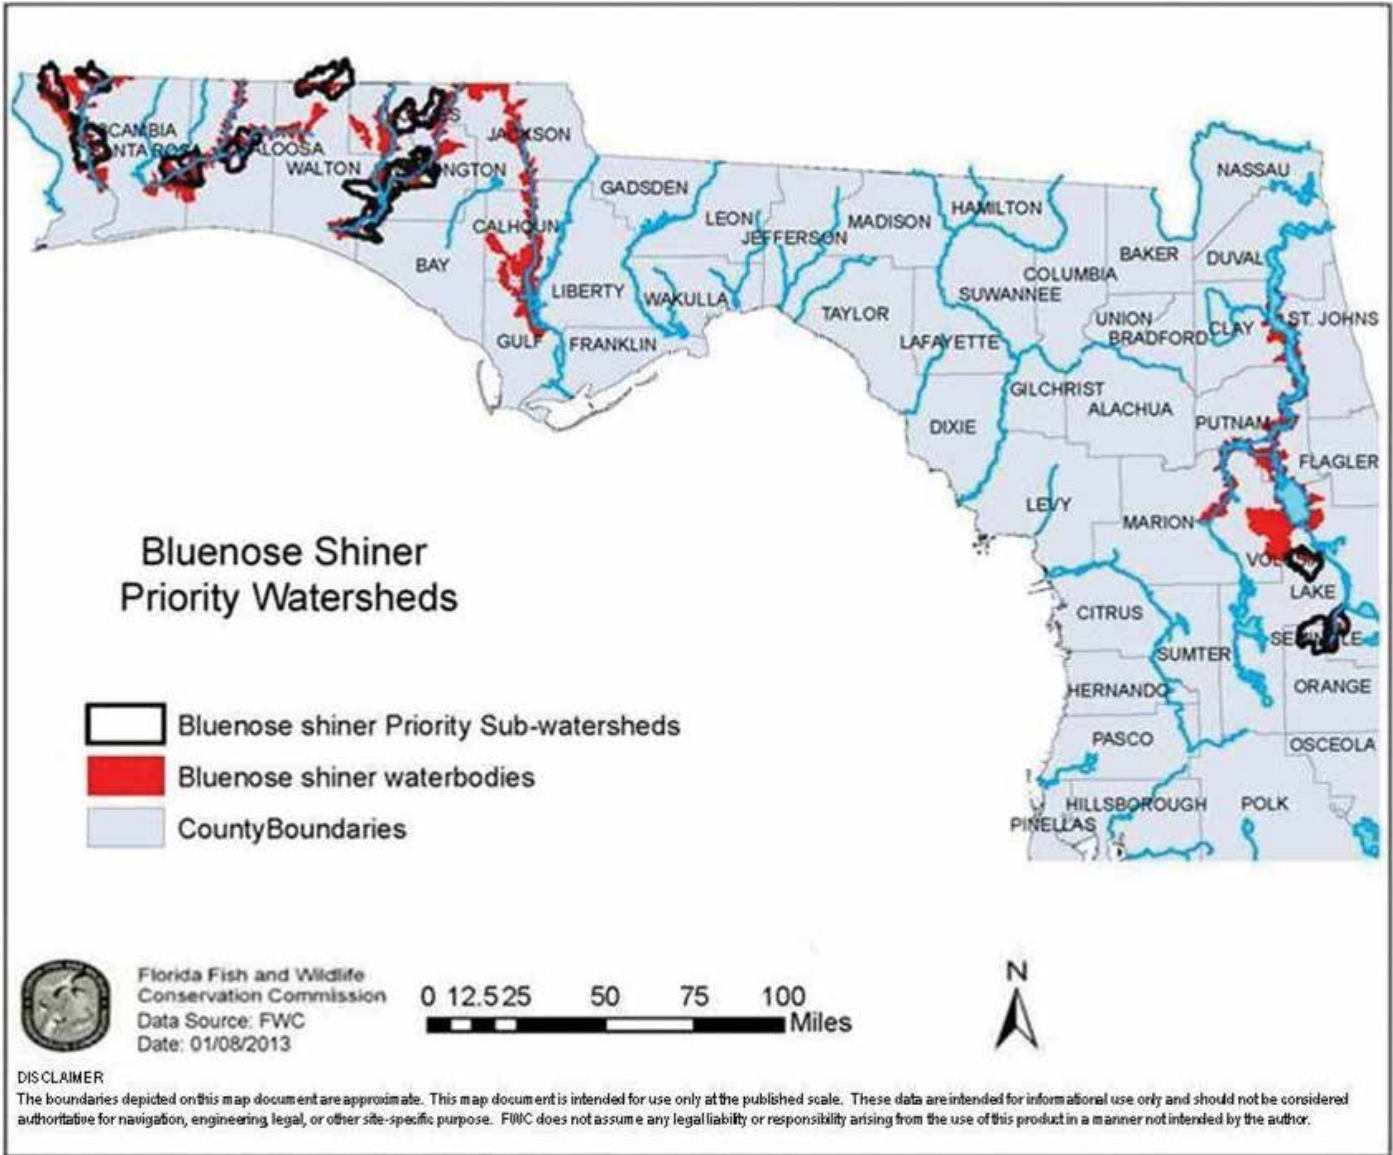 CAMBIA
JACKSON
ALOOSA
WALTON
NGTON
GADSDEN
NASSAU
LEON
HAMILTON
MADISON
CALHOUN
JEFFERSON
BAKER
DUVAL
BAY
COLUMBIA
LIBERTY
WAKULLA
SUWANNEE
TAYLOR
UNION
CLAY
ST. JOHNS
BRADFORD
GULF
FRANKLIN
LAFAYETTE
GILCHRIST
ALACHUA
DIXIE
PUTNAM
FLAGLER
LEVY
MARION
LAKE
CITRUS
SUMTER
HERNANDO
ORANGE
PASCO
OSCEOLA
HILLSBOROUGH
POLK
PINELLAS
Bluenose Shiner
Priority Watersheds
Bluenose shiner Priority Sub-watersheds
Bluenose shiner waterbodies
CountyBoundaries
Florida Fish and Wildlife
Conservation Commission
Data Source: FWC
Date: 01/08/2013
0 12.5 25 50 75 100
Miles
N
DISCLAIMER
The boundaries depicted on this map document are approximate. This map document is intended for use only at the published scale. These data are intended for informational use only and should not be considered
authoritative for navigation, engineering, legal, or other site-specific purpose. FWC does not assume any legal liability or responsibility arising from the use of this product in a manner not intended by the author.